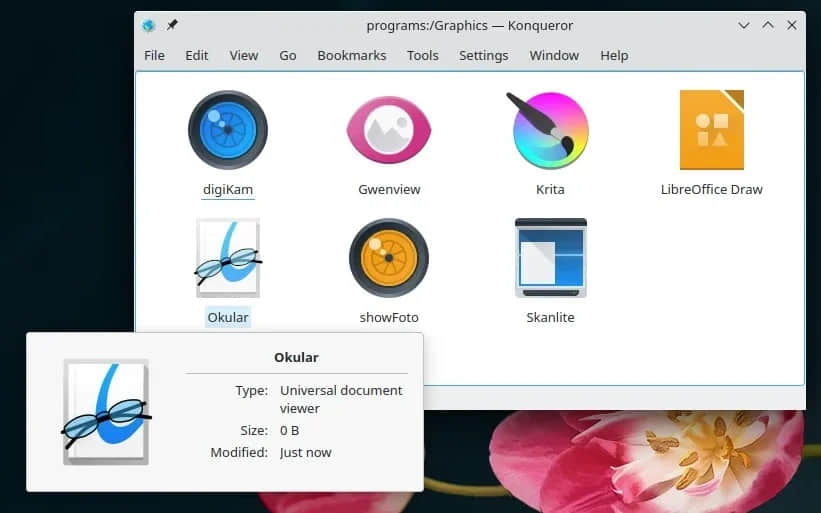 programs:/Graphics — Konqueror
File Edit View Go Bookmarks Tools Settings Window Help
digiKam Gwenview Krita LibreOffice Draw
Okular showFoto Skanlite
Okular
Type: Universal document
viewer
Size: 0 B
Modified: Just now